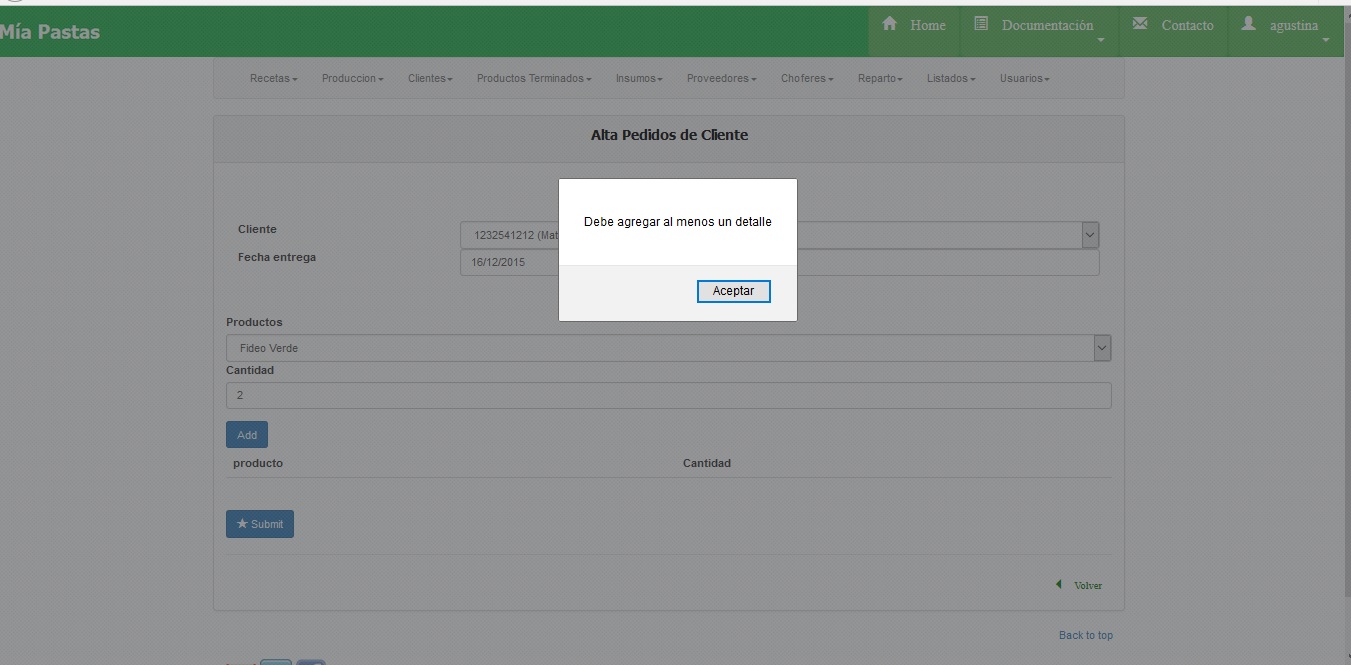 Mía Pastas
Home Documentación Contacto agustina
Recetas Produccion Clientes Productos Terminados Insumos Proveedores Choferes Reparto Listados Usuarios
Alta Pedidos de Cliente
Debe agregar al menos un detalle
Aceptar
Cliente
1232541212 (Mat
Fecha entrega
16/12/2015
Productos
Fideo Verde
Cantidad
2
Add
producto Cantidad
Submit
Volver
Back to top